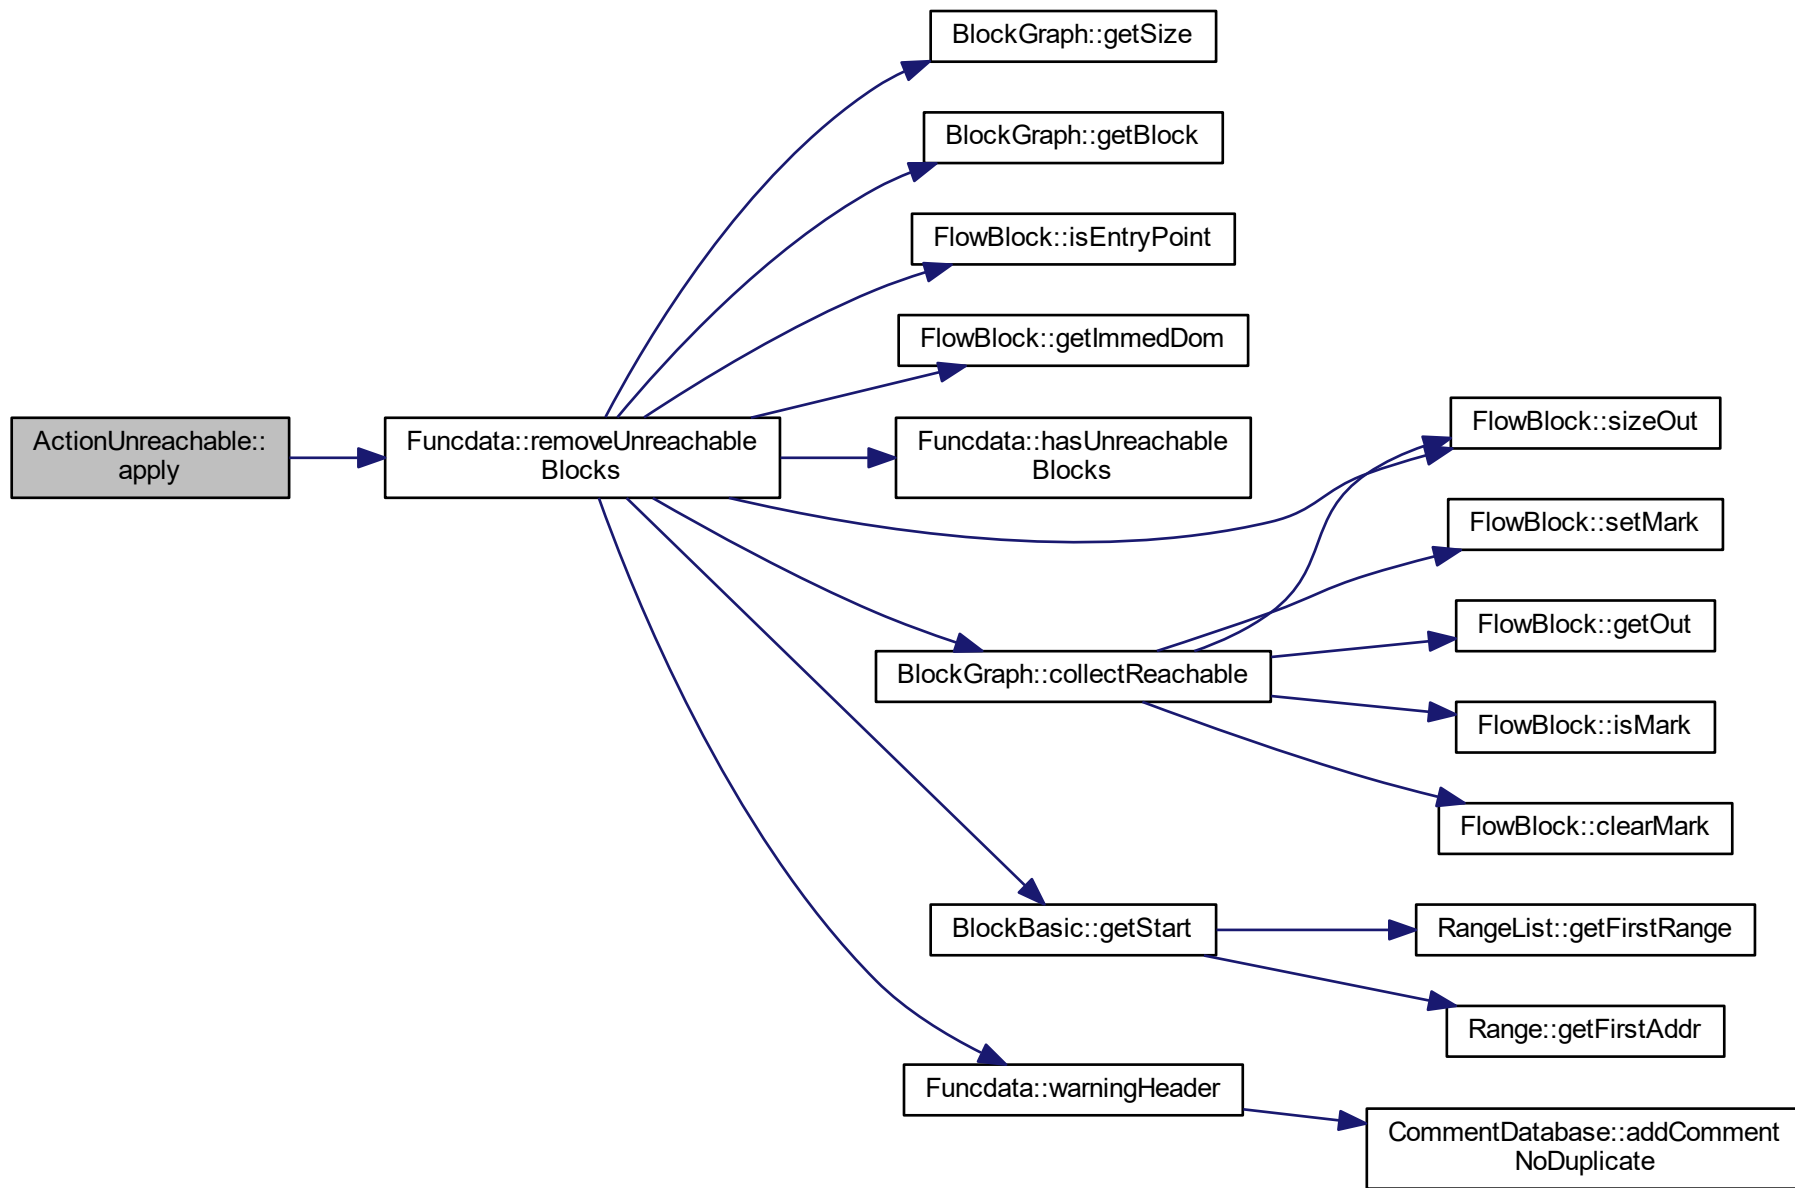 BlockGraph::getSize
BlockGraph::getBlock
FlowBlock::isEntryPoint
FlowBlock::getImmedDom
ActionUnreachable::
apply
Funcdata::removeUnreachable
Blocks
Funcdata::hasUnreachable
Blocks
FlowBlock::sizeOut
FlowBlock::setMark
FlowBlock::getOut
BlockGraph::collectReachable
FlowBlock::isMark
FlowBlock::clearMark
BlockBasic::getStart
RangeList::getFirstRange
Range::getFirstAddr
Funcdata::warningHeader
CommentDatabase::addComment
NoDuplicate